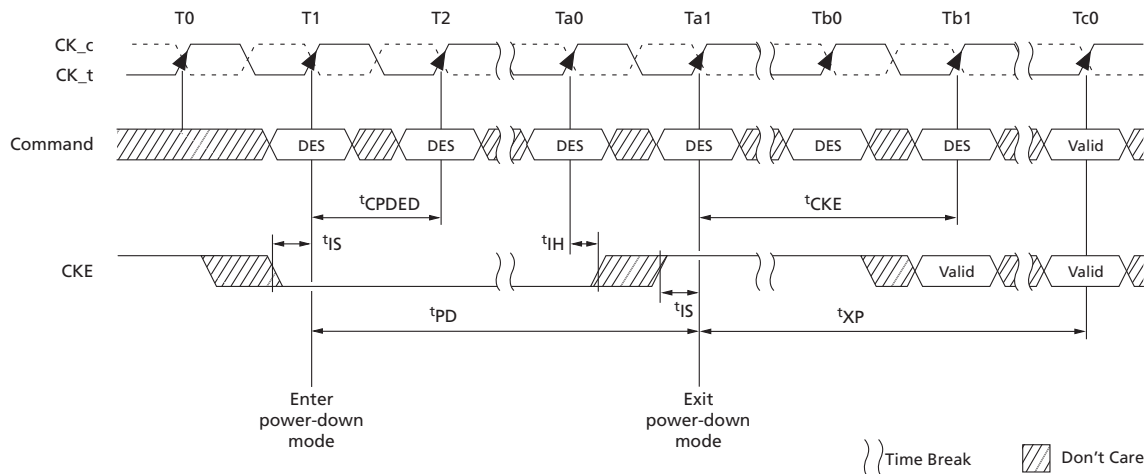 T0 T1 T2 Ta0 Ta1 Tb0 Tb1 Tc0
CK_c
CK_t
Command DES DES DES DES DES DES Valid
tCPDED tCKE
tIS tIH
CKE Valid Valid
tIS
tPD tXP
Enter
power-down
mode
Exit
power-down
mode
Time Break Don't Care